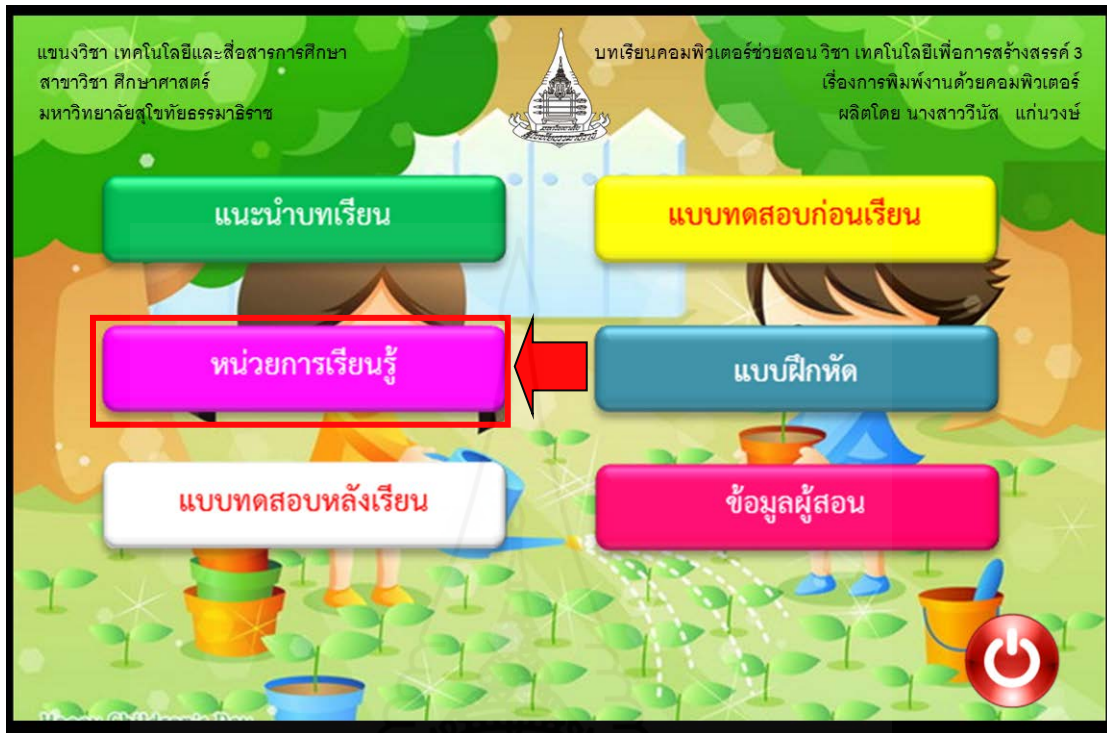 แขนงวิชา เทคโนโลยีและสื่อสารการศึกษา
สาขาวิชา ศึกษาศาสตร์
มหาวิทยาลัยสุโขทัยธรรมาธิราช
บทเรียนคอมพิวเตอร์ช่วยสอน วิชา เทคโนโลยีเพื่อการสร้างสรรค์ 3
เรื่องการพิมพ์งานด้วยคอมพิวเตอร์
ผลิตโดย นางสาววีนัส แก่นวงษ์
แนะนำบทเรียน
แบบทดสอบก่อนเรียน
หน่วยการเรียนรู้
แบบฝึกหัด
แบบทดสอบหลังเรียน
ข้อมูลผู้สอน